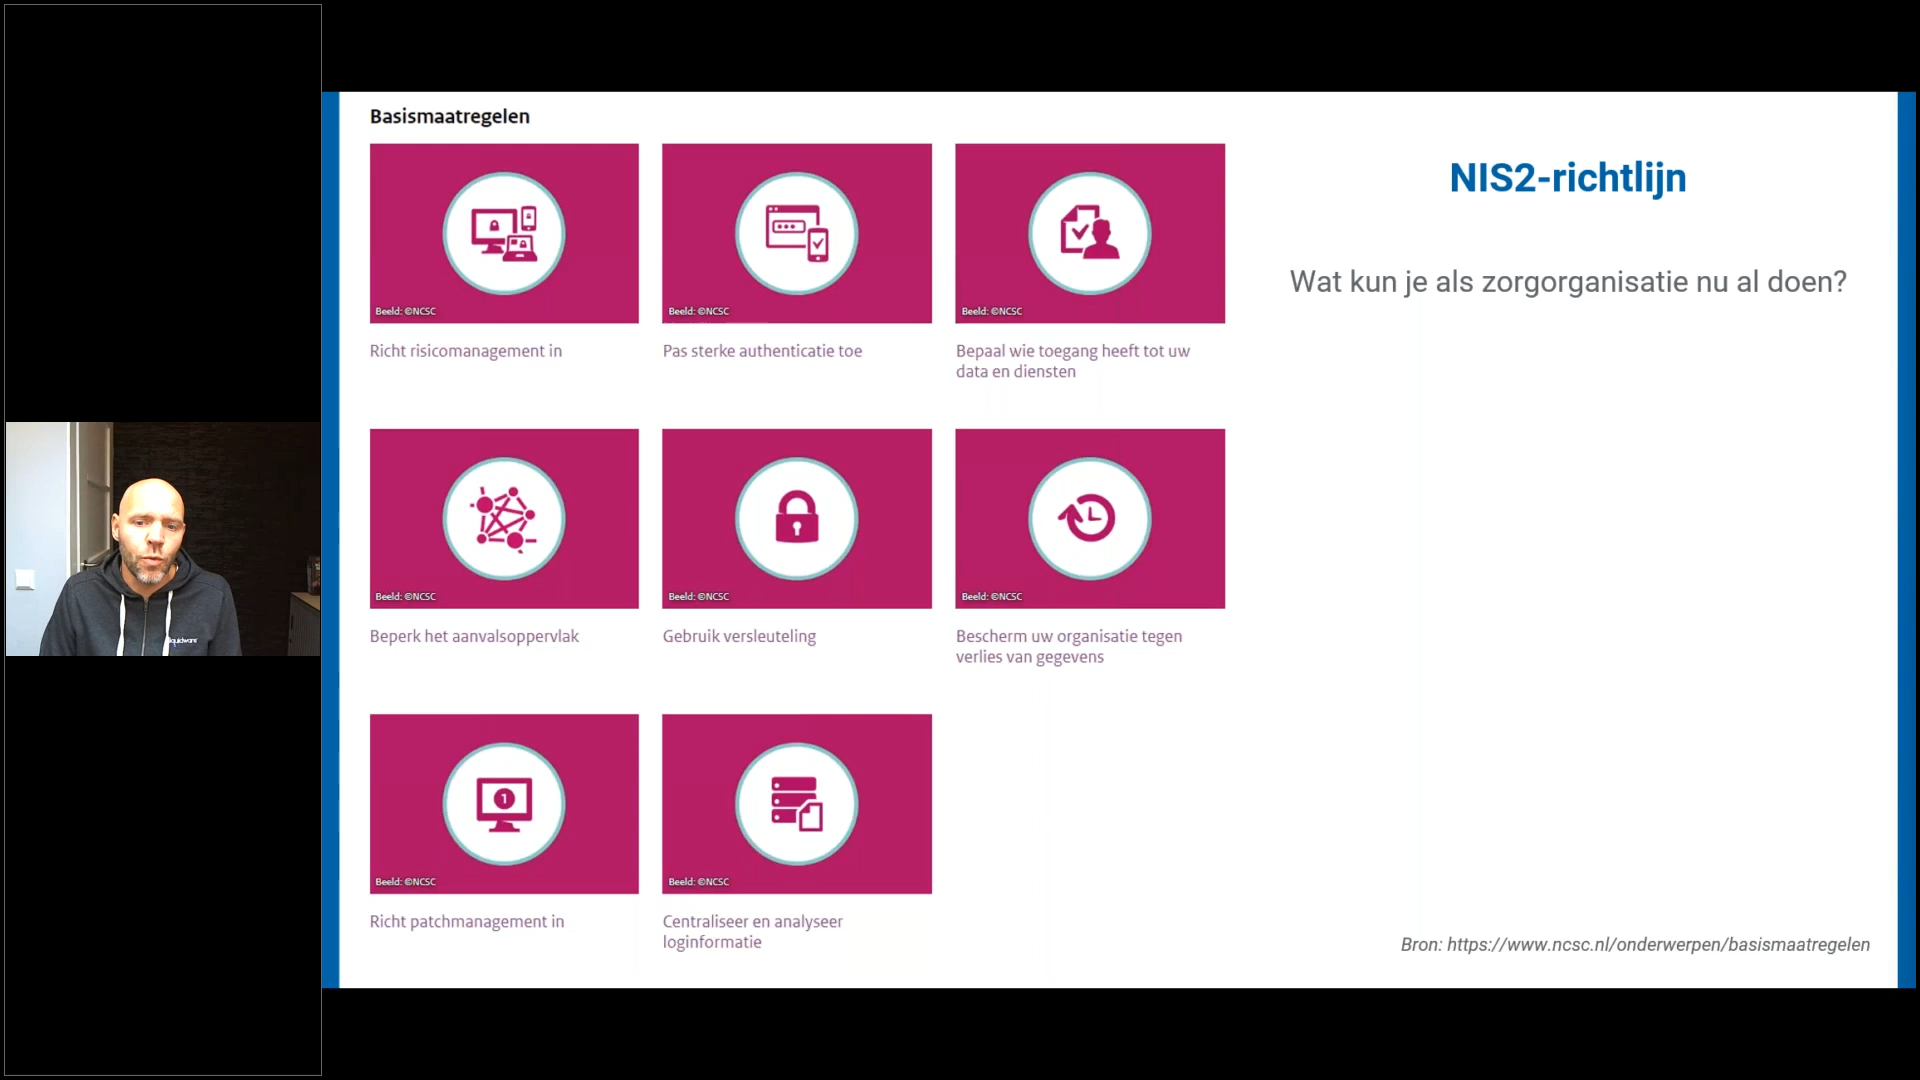 Basismaatregelen
Beeld: ©NCSC
Beeld: ©NCSC
Beeld: ©NCSC
Richt risicomanagement in
Pas sterke authenticatie toe
Bepaal wie toegang heeft tot uw
data en diensten
Beeld: ©NCSC
Beeld: ©NCSC
Beeld: ©NCSC
Beperk het aanvalsoppervlak
Gebruik versleuteling
Bescherm uw organisatie tegen
verlies van gegevens
1
Beeld: ©NCSC
Beeld: ©NCSC
Richt patchmanagement in
Centraliseer en analyseer
loginformatie
NIS2-richtlijn
Wat kun je als zorgorganisatie nu al doen?
Bron: https://www.ncsc.nl/onderwerpen/basismaatregelen